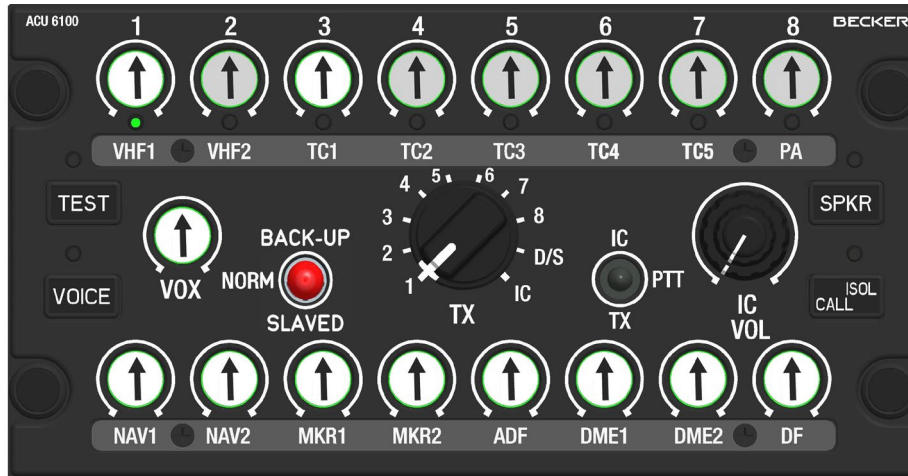 ACU 6100
BECKER
1 2 3 4 5 6 7 8
VHF1 VHF2 TC1 TC2 TC3 TC4 TC5 PA
TEST
VOICE
VOX
BACK-UP
NORM
SLAVED
1 2 3 4 5 6 7 8 D/S IC
TX
IC
PTT
TX
IC
VOL
SPKR
ISOL
CALL
NAV1 NAV2 MKR1 MKR2 ADF DME1 DME2 DF